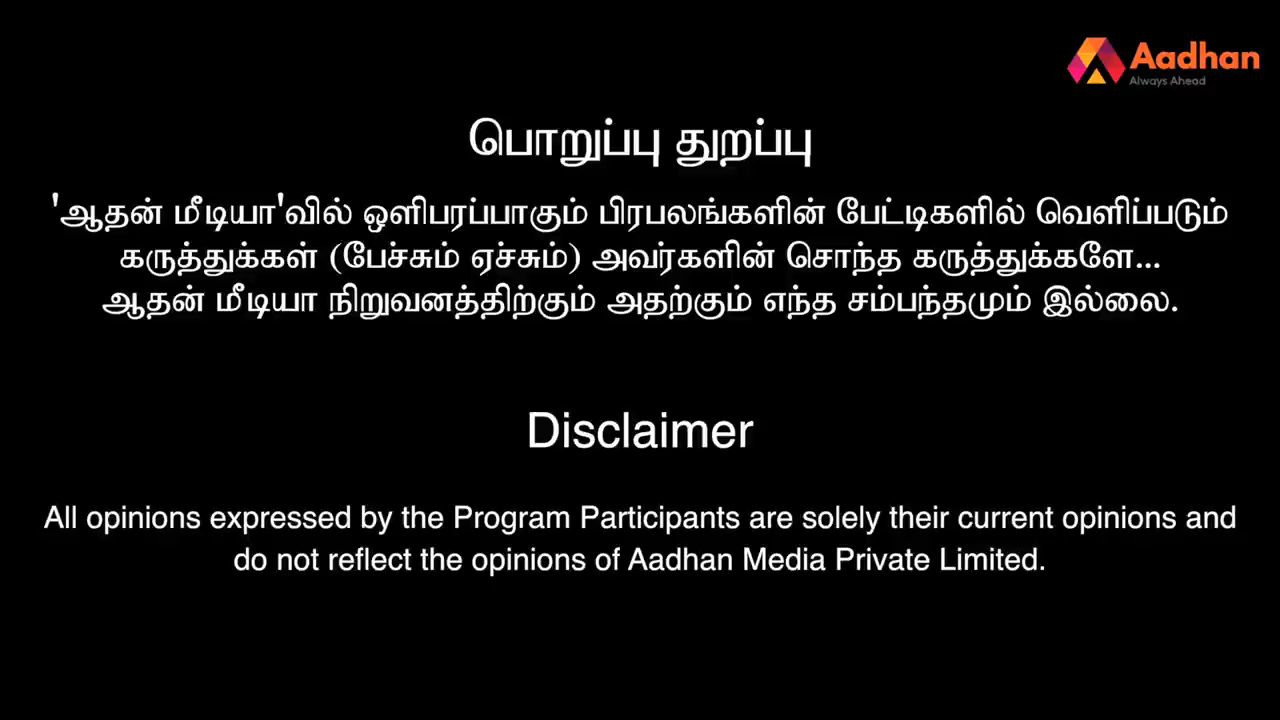 Aadhan
Always Ahead
பொறுப்பு துறப்பு
'ஆதன் மீடியா'வில் ஒளிபரப்பாகும் பிரபலங்களின் பேட்டிகளில் வெளிப்படும்
கருத்துக்கள் (பேச்சும் ஏச்சும்) அவர்களின் சொந்த கருத்துக்களே...
ஆதன் மீடியா நிறுவனத்திற்கும் அதற்கும் எந்த சம்பந்தமும் இல்லை.
Disclaimer
All opinions expressed by the Program Participants are solely their current opinions and
do not reflect the opinions of Aadhan Media Private Limited.